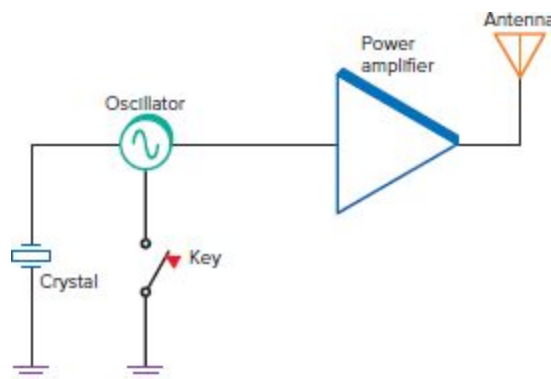 Antenna
Power
amplifier
Oscillator
Key
Crystal